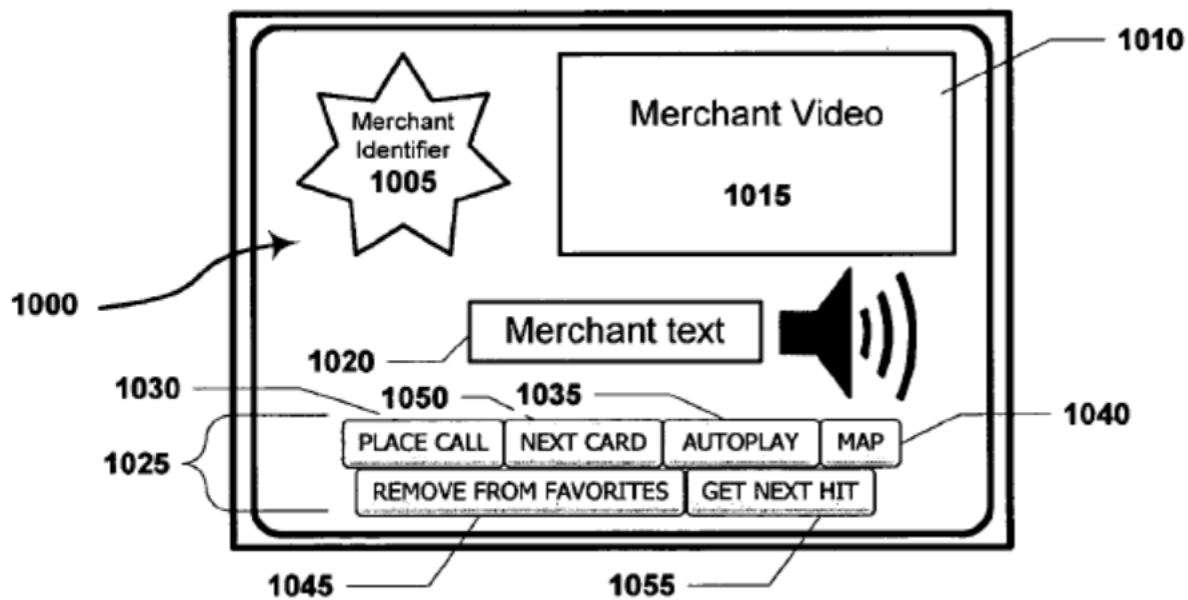 1010
Merchant
Identifier
1005
Merchant Video
1015
1000
Merchant text
1020
1030
1050
1035
1040
1025
PLACE CALL
NEXT CARD
AUTOPLAY
MAP
REMOVE FROM FAVORITES
GET NEXT HIT
1045
1055